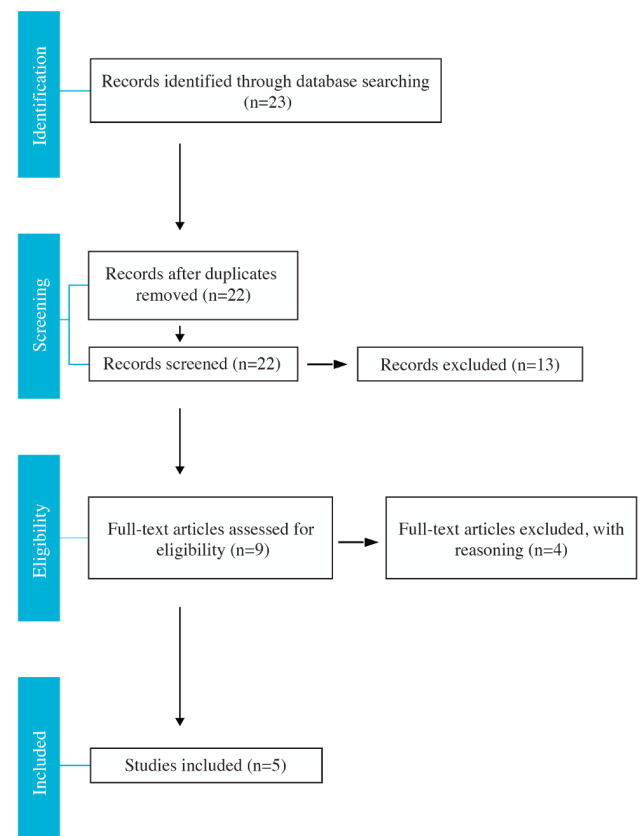 Identification
Records identified through database searching
(n=23)
Screening
Records after duplicates
removed (n=22)
Records screened (n=22)
Records excluded (n=13)
Eligibility
Full-text articles assessed for
eligibility (n=9)
Full-text articles excluded, with
reasoning (n=4)
Included
Studies included (n=5)